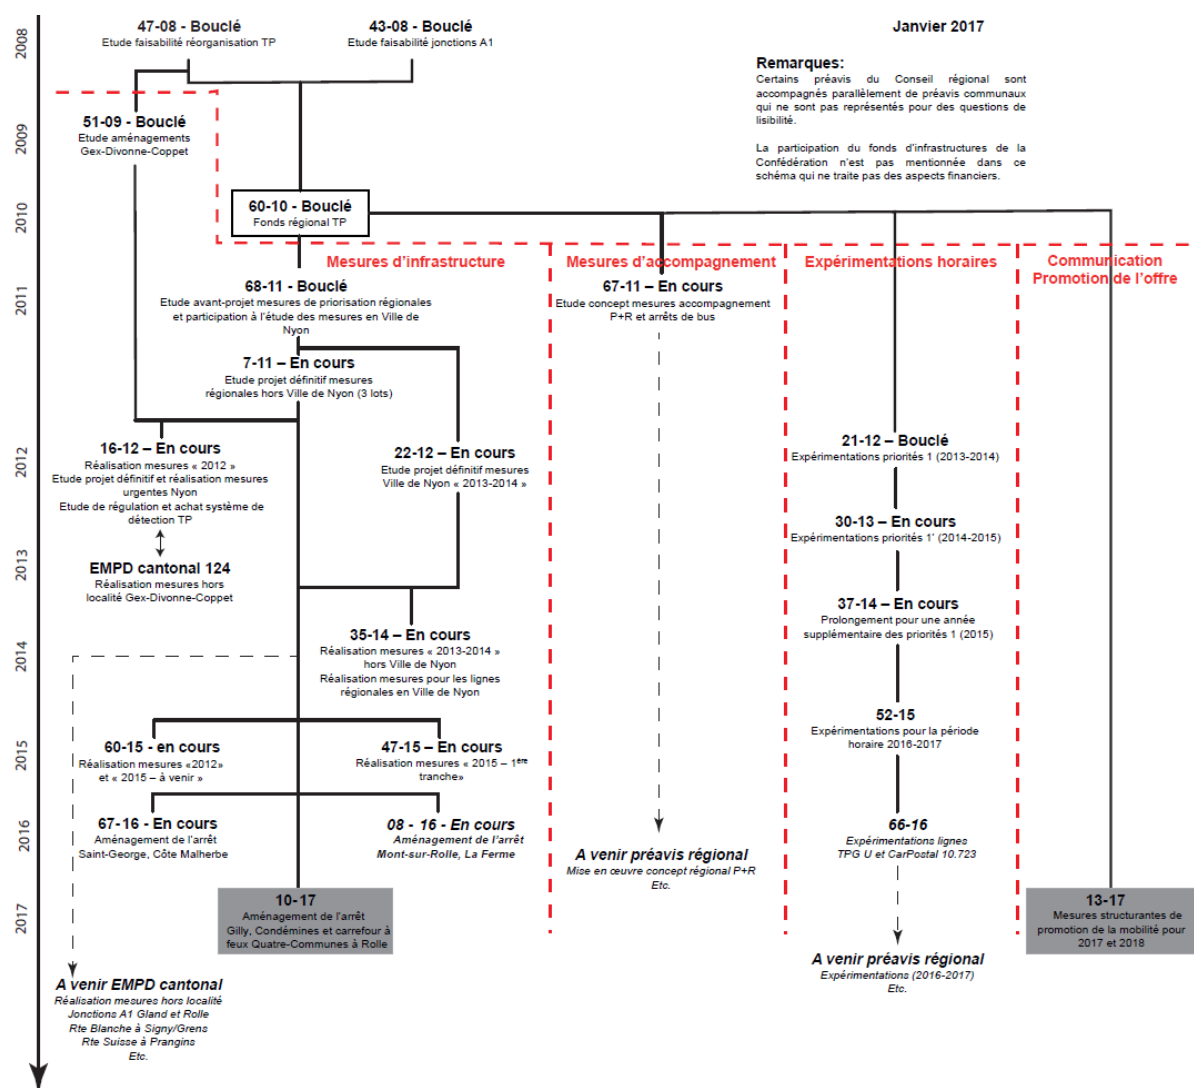 2008
47-08 - Bouclé
Etude faisabilité réorganisation TP
43-08 - Bouclé
Etude faisabilité jonctions A1
Janvier 2017
Remarques:
Certains préavis du Conseil régional sont
accompagnés parallèlement de préavis communaux
qui ne sont pas représentés pour des questions de
lisibilité.
La participation du fonds d'infrastructures de la
Confédération n'est pas mentionnée dans ce
schéma qui ne traite pas des aspects financiers.
2009
51-09 - Bouclé
Etude aménagements
Gex-Divonne-Coppet
2010
60-10 - Bouclé
Fonds régional TP
Mesures d'infrastructure
Mesures d'accompagnement
Expérimentations horaires
Communication
Promotion de l'offre
2011
68-11 - Bouclé
Etude avant-projet mesures de priorisation régionales
et participation à l'étude des mesures en Ville de
Nyon
67-11 – En cours
Etude concept mesures accompagnement
P+R et arrêts de bus
7-11 – En cours
Etude projet définitif mesures
régionales hors Ville de Nyon (3 lots)
2012
16-12 – En cours
Réalisation mesures « 2012 »
Etude projet définitif et réalisation mesures
urgentes Nyon
Etude de régulation et achat système de
détection TP
22-12 – En cours
Etude projet définitif mesures
Ville de Nyon « 2013-2014 »
21-12 – Bouclé
Expérimentations priorités 1 (2013-2014)
2013
EMPD cantonal 124
Réalisation mesures hors
localité Gex-Divonne-Coppet
30-13 – En cours
Expérimentations priorités 1' (2014-2015)
2014
35-14 – En cours
Réalisation mesures « 2013-2014 »
hors Ville de Nyon
Réalisation mesures pour les lignes
régionales en Ville de Nyon
37-14 – En cours
Prolongement pour une année
supplémentaire des priorités 1 (2015)
2015
60-15 - en cours
Réalisation mesures «2012»
et « 2015 – à venir »
47-15 – En cours
Réalisation mesures « 2015 – 1ère
tranche»
52-15
Expérimentations pour la période
horaire 2016-2017
2016
67-16 - En cours
Aménagement de l'arrêt
Saint-George, Côte Malherbe
08 - 16 - En cours
Aménagement de l'arrêt
Mont-sur-Rolle, La Ferme
A venir préavis régional
Mise en œuvre concept régional P+R
Etc.
66-16
Expérimentations lignes
TPG U et CarPostal 10.723
2017
10-17
Aménagement de l'arrêt
Gilly, Condémines et carrefour à
feux Quatre-Communes à Rolle
13-17
Mesures structurantes de
promotion de la mobilité pour
2017 et 2018
A venir EMPD cantonal
Réalisation mesures hors localité
Jonctions A1 Gland et Rolle
Rte Blanche à Signy/Grens
Rte Suisse à Prangins
Etc.
A venir préavis régional
Expérimentations (2016-2017)
Etc.